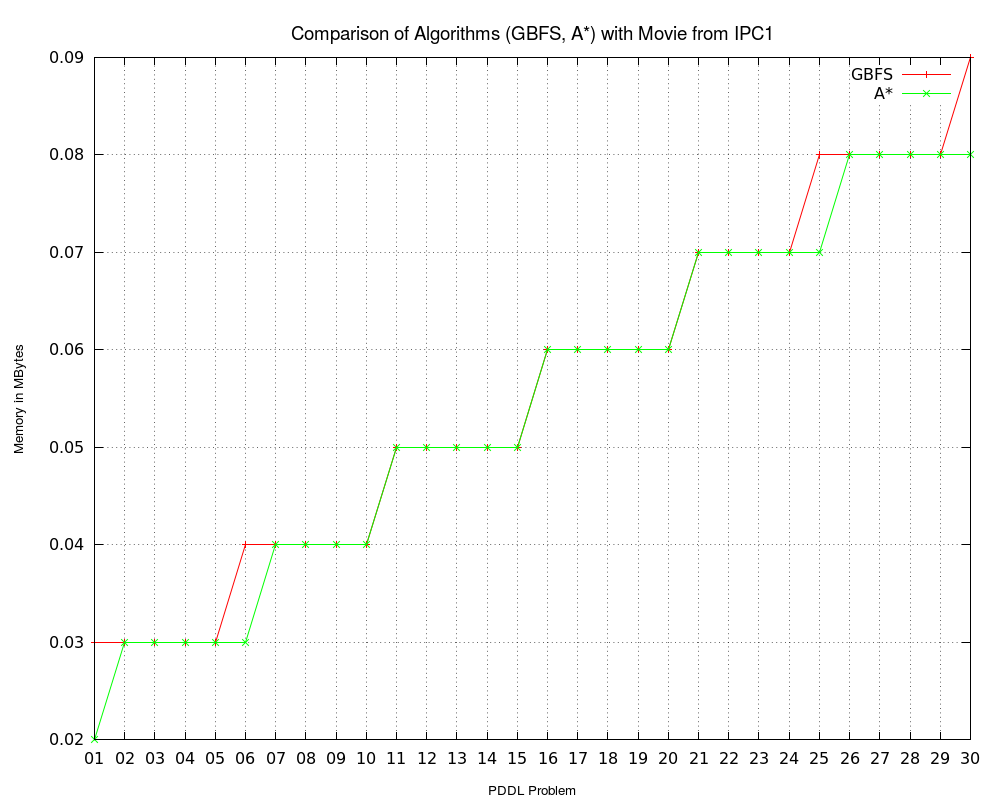 Comparison of Algorithms (GBFS, A*) with Movie from IPC1
0.09
GBFS
A*
0.08
0.07
0.06
Memory in MBytes
0.05
0.04
0.03
0.02
01 02 03 04 05 06 07 08 09 10 11 12 13 14 15 16 17 18 19 20 21 22 23 24 25 26 27 28 29 30
PDDL Problem